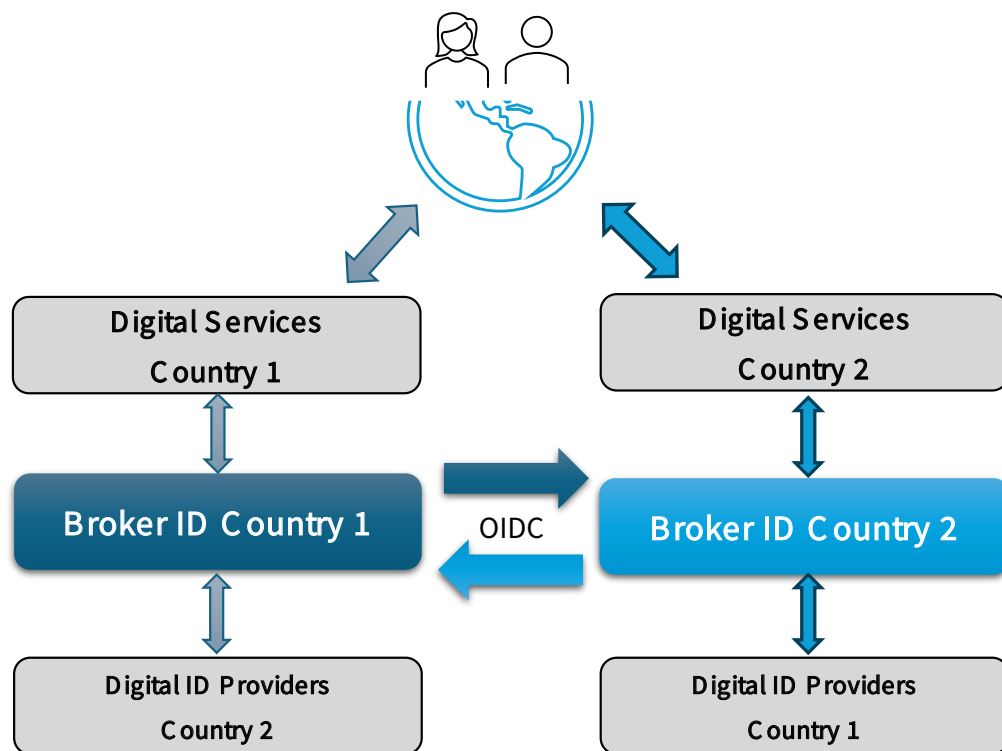 Digital Services
Country 1
Digital Services
Country 2
Broker ID Country 1
OIDC
Broker ID Country 2
Digital ID Providers
Country 2
Digital ID Providers
Country 1